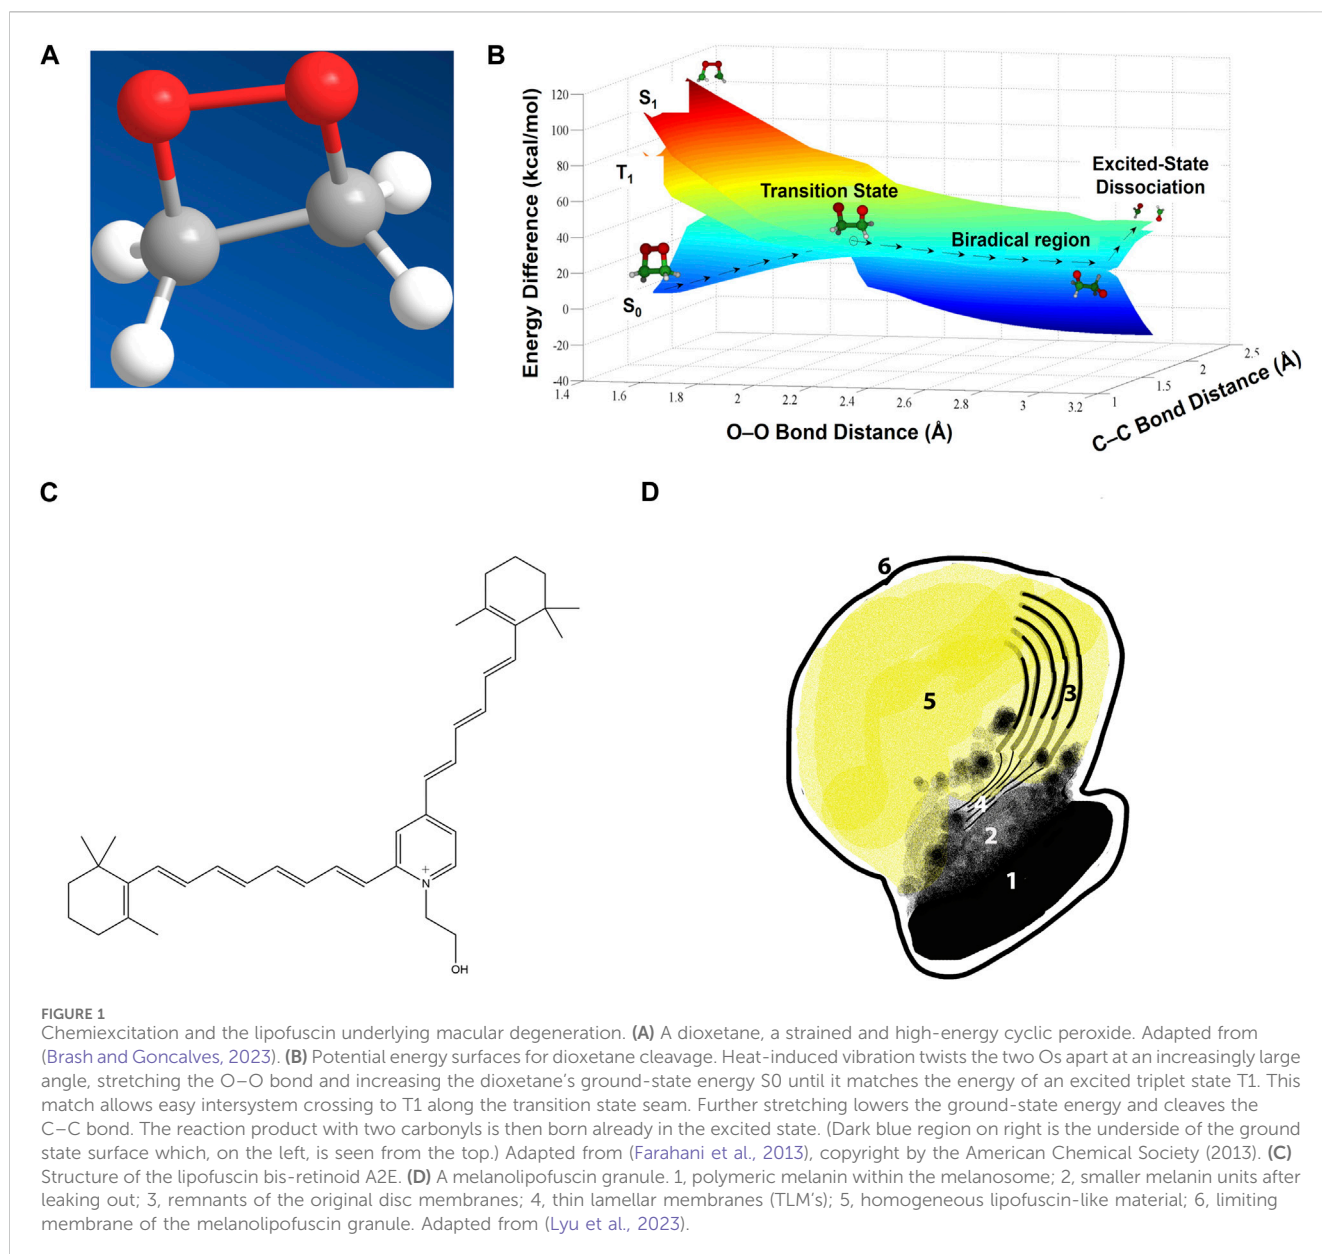 A
B
120
100
80
60
40
20
0
-20
-40
Energy Difference (kcal/mol)
S1
T1
S0
Transition State
Biradical region
Excited-State
Dissociation
1.4
1.6
1.8
2
2.2
2.4
2.6
2.8
3
3.2
1
1.5
2
2.5
O–O Bond Distance (Å)
C–C Bond Distance (Å)
C
D
N
+
OH
6
5
3
4
2
1
FIGURE 1
Chemiexcitation and the lipofuscin underlying macular degeneration. (A) A dioxetane, a strained and high-energy cyclic peroxide. Adapted from
(Brash and Goncalves, 2023). (B) Potential energy surfaces for dioxetane cleavage. Heat-induced vibration twists the two Os apart at an increasingly large
angle, stretching the O–O bond and increasing the dioxetane's ground-state energy S0 until it matches the energy of an excited triplet state T1. This
match allows easy intersystem crossing to T1 along the transition state seam. Further stretching lowers the ground-state energy and cleaves the
C–C bond. The reaction product with two carbonyls is then born already in the excited state. (Dark blue region on right is the underside of the ground
state surface which, on the left, is seen from the top.) Adapted from (Farahani et al., 2013), copyright by the American Chemical Society (2013). (C)
Structure of the lipofuscin bis-retinoid A2E. (D) A melanolipofuscin granule. 1, polymeric melanin within the melanosome; 2, smaller melanin units after
leaking out; 3, remnants of the original disc membranes; 4, thin lamellar membranes (TLM's); 5, homogeneous lipofuscin-like material; 6, limiting
membrane of the melanolipofuscin granule. Adapted from (Lyu et al., 2023).